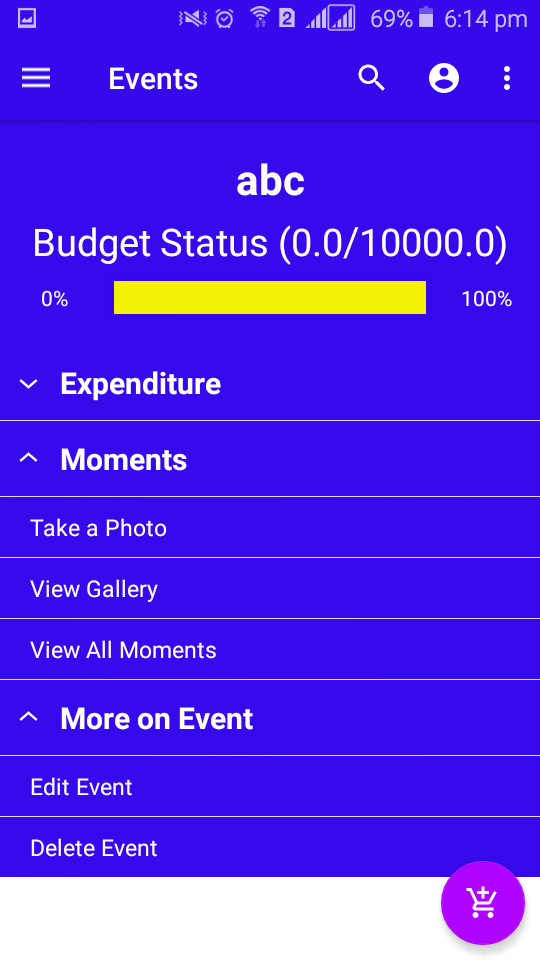 2 69% 6:14 pm
Events
abc
Budget Status (0.0/10000.0)
0% 100%
Expenditure
Moments
Take a Photo
View Gallery
View All Moments
More on Event
Edit Event
Delete Event